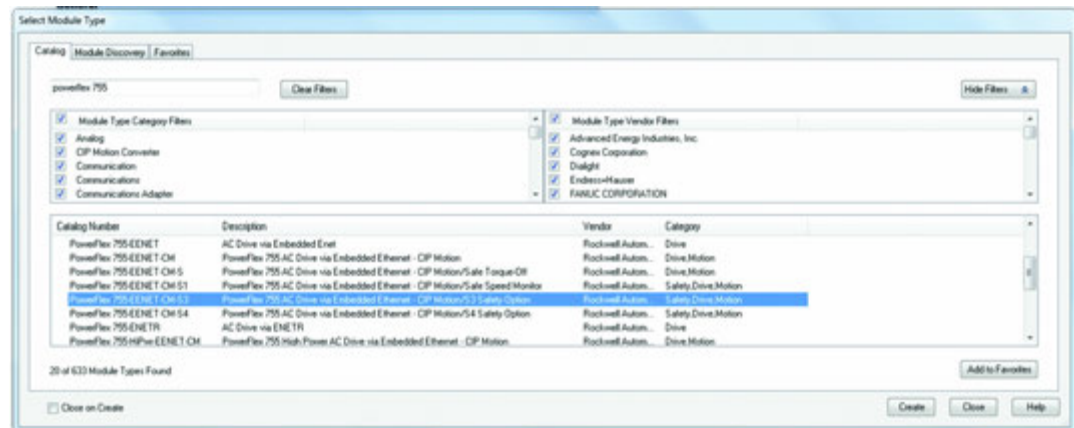 Select Module Type
Catalog Module Discovery Favorites
powerflex 755 Clear Filters Hide Filters
Module Type Category Filters
Analog
CIP Motion Converter
Communication
Communications
Communications Adapter
Module Type Vendor Filters
Advanced Energy Industries, Inc.
Cognex Corporation
Dialight
Endress+Hauser
FANUC CORPORATION
Catalog Number Description Vendor Category
PowerFlex 755-EENET AC Drive via Embedded Enet Rockwell Autom... Drive
PowerFlex 755-EENET-CM PowerFlex 755 AC Drive via Embedded Ethernet - CIP Motion Rockwell Autom... Drive,Motion
PowerFlex 755-EENET-CM-S PowerFlex 755 AC Drive via Embedded Ethernet - CIP Motion/Safe Torque-Off Rockwell Autom... Drive,Motion
PowerFlex 755-EENET-CM-S1 PowerFlex 755 AC Drive via Embedded Ethernet - CIP Motion/Safe Speed Monitor Rockwell Autom... Safety,Drive,Motion
PowerFlex 755-EENET-CM-S3 PowerFlex 755 AC Drive via Embedded Ethernet - CIP Motion/S3 Safety Option Rockwell Autom... Safety,Drive,Motion
PowerFlex 755-EENET-CM-S4 PowerFlex 755 AC Drive via Embedded Ethernet - CIP Motion/S4 Safety Option Rockwell Autom... Safety,Drive,Motion
PowerFlex 755-ENETR AC Drive via ENETR Rockwell Autom... Drive
PowerFlex 755-HiPwr-EENET-CM PowerFlex 755 High Power AC Drive via Embedded Ethernet - CIP Motion Rockwell Autom... Drive,Motion
20 of 633 Module Types Found Add to Favorites
Close on Create Create Close Help